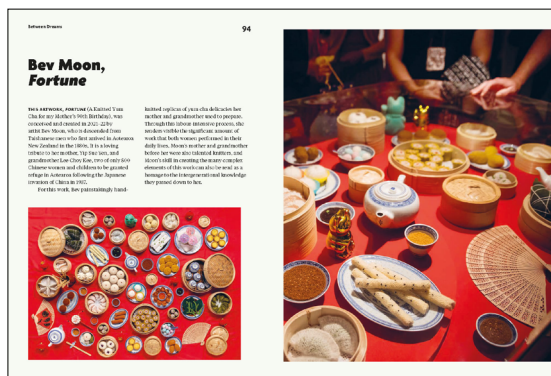 Between Dreams
94
Bev Moon,
Fortune
THIS ARTWORK, FORTUNE (A Knitted Yum
Cha for my Mother's 90th Birthday), was
conceived and created in 2021–22 by
artist Bev Moon, who is descended from
Taishanese men who first arrived in Aotearoa
New Zealand in the 1880s. It is a loving
tribute to her mother, Yip Sue Yen, and
grandmother Lee Choy Kee, two of only 500
Chinese women and children to be granted
refuge in Aotearoa following the Japanese
invasion of China in 1937.
For this work, Bev painstakingly hand-
knitted replicas of yum cha delicacies her
mother and grandmother used to prepare.
Through this labour intensive process, she
renders visible the significant amount of
work that both women performed in their
daily lives. Moon's mother and grandmother
before her were also talented knitters, and
Moon's skill in creating the many complex
elements of this work can also be read as a
homage to the intergenerational knowledge
they passed down to her.